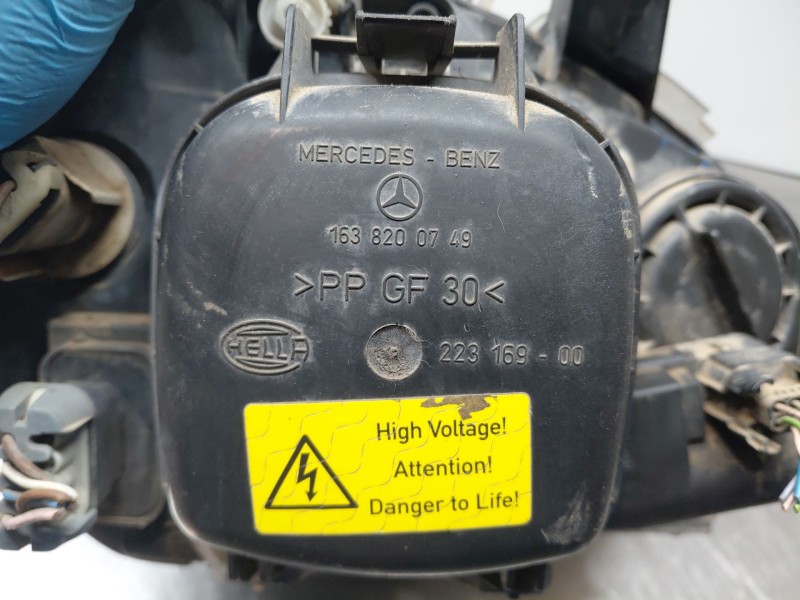 MERCEDES - BENZ
163 820 07 49
>PP GF 30<
HELLA
223 169 - 00
High Voltage!
Attention!
Danger to Life!